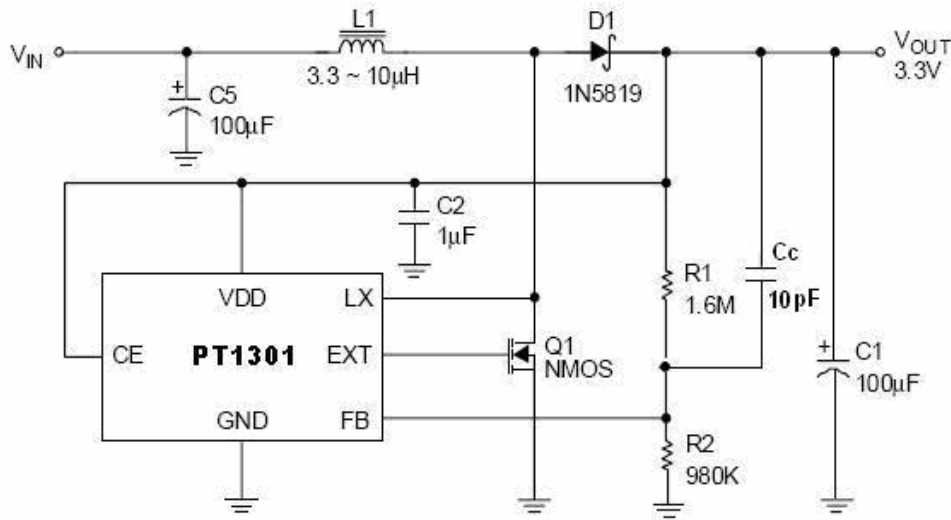 L1
D1
VIN
VOUT
3.3V
3.3 ~ 10μH
1N5819
+
C5
100μF
C2
1μF
Cc
10pF
R1
1.6M
VDD
LX
Q1
NMOS
CE
PT1301
EXT
+
C1
100μF
GND
FB
R2
980K